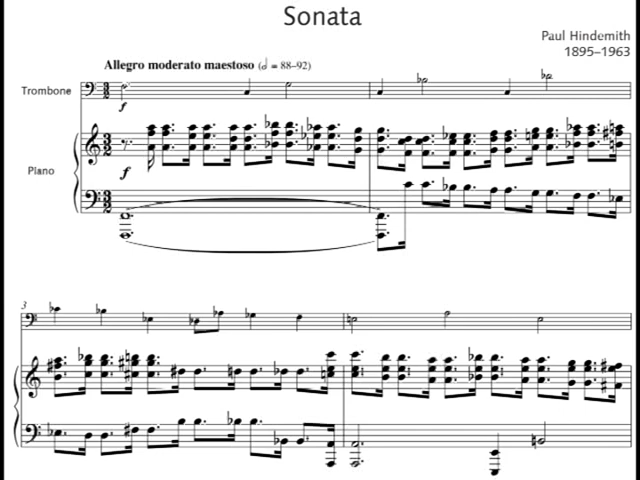 Sonata
Paul Hindemith
1895–1963
Allegro moderato maestoso (𝅗𝅥 = 88–92)
Trombone
f
Piano
f
3